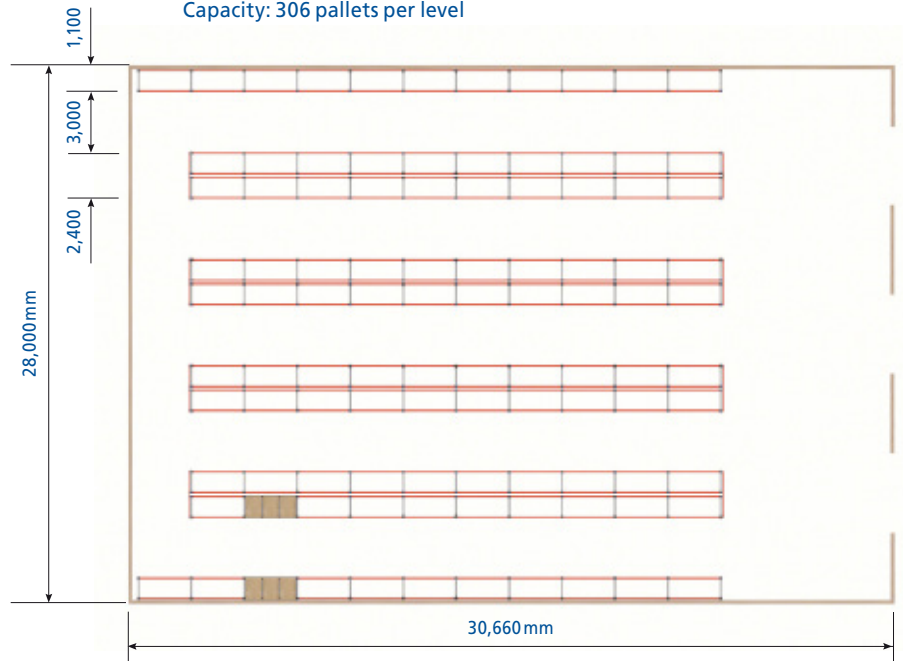 Capacity: 306 pallets per level
1,100
3,000
2,400
28,000mm
30,660mm